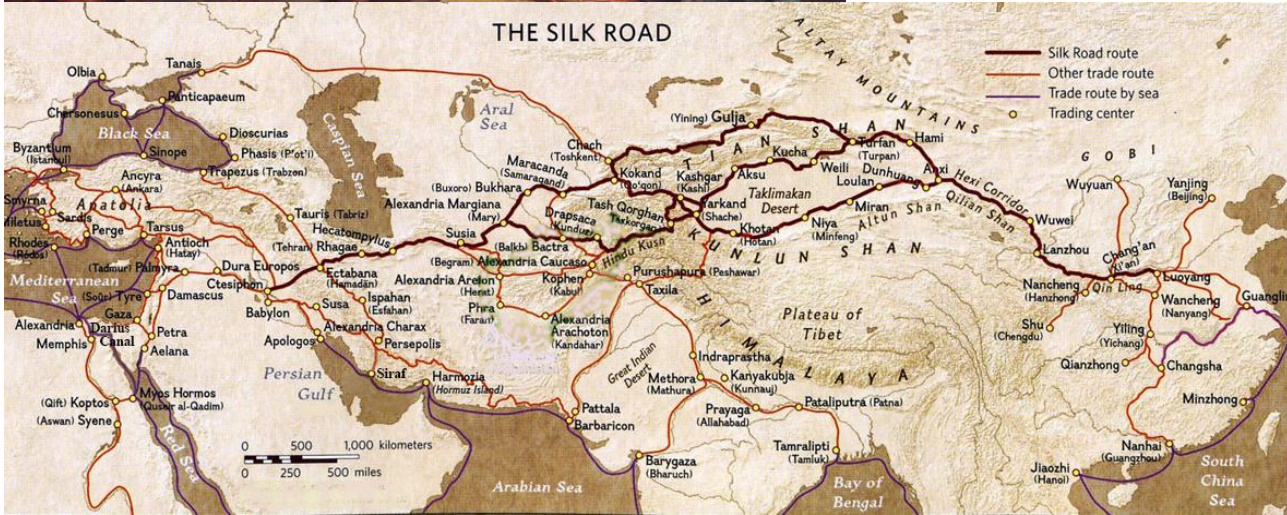 THE SILK ROAD
Silk Road route
Other trade route
Trade route by sea
Trading center
ALTAY MOUNTAINS
Olbia
Tanais
Panticapaeum
Chersonesus
Black Sea
Dioscurias
Phasis (P'ot'i)
Byzantium
(Istanbul)
Sinope
Trapezus (Trabzon)
Caspian Sea
Aral
Sea
Chach
(Toshkent)
(Yining) Gulja
TIAN SHAN
Turfan
(Turpan)
Hami
GOBI
Maracanda
(Samaragand)
Kokand
(Qo'qon)
Kashgar
(Kashi)
Kucha
Aksu
Weili
Dunhuang
Anxi
Hexi Corridor
Wuyuan
Yanjing
(Beijing)
Ancyra
(Ankara)
Anatolia
Smyrna
Sardis
Miletus
Perge
Tarsus
Rhodes
(Rodos)
Antioch
(Hatay)
Tauris (Tabriz)
(Buxoro) Bukhara
Alexandria Margiana
(Mary)
Hecatompylus
(Tehran) Rhagae
Susia
Drapsaca
(Kunduz)
Tash Qorghan
Taxkorgan
Yarkand
(Shache)
Taklimakan
Desert
Loulan
Miran
Niya
(Minfeng)
Khotan
(Hotan)
Altun Shan
Qilian Shan
Wuwei
Lanzhou
KUNLUN SHAN
(Balkh) Bactra
(Begram) Alexandria Caucaso
Hindu Kush
Mediterranean
Sea
(Tadmur) Palmyra
Dura Europos
Ctesiphon
Ectabana
(Hamadān)
(Soûr) Tyre
Damascus
Gaza
Babylon
Susa
Ispahan
(Esfahan)
Alexandria Areion
(Herat)
Kophen
(Kabul)
Purushapura (Peshawar)
Taxila
Chang'an
(Xi'an)
Luoyang
Nancheng
(Hanzhong)
Qin Ling
Wancheng
(Nanyang)
Guangling
Alexandria
Darius
Canal
Memphis
Petra
Aelana
Apologos
Alexandria Charax
Persepolis
Phra
(Farah)
Alexandria
Arachoton
(Kandahar)
HIMALAYA
Plateau of
Tibet
Shu
(Chengdu)
Yiling
(Yichang)
Qianzhong
Changsha
Persian
Gulf
Siraf
Harmozia
(Hormuz Island)
Great Indian
Desert
Indraprastha
Methora
(Mathura)
Kanyakubja
(Kunnauj)
Minzhong
(Qift) Koptos
Myos Hormos
(Quseir al-Qadim)
(Aswan) Syene
Red Sea
Pattala
Barbaricon
Prayaga
(Allahabad)
Pataliputra (Patna)
0 500 1,000 kilometers
0 250 500 miles
Arabian Sea
Barygaza
(Bharuch)
Tamralipti
(Tamluk)
Bay of
Bengal
Nanhai
(Guangzhou)
Jiaozhi
(Hanoi)
South
China
Sea